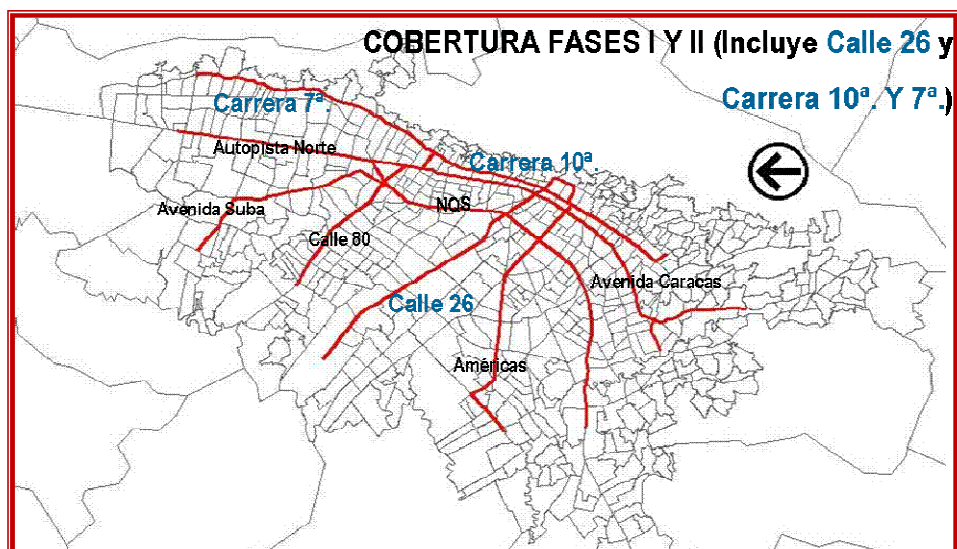 COBERTURA FASES I Y II (Incluye Calle 26 y
Carrera 10ª. Y 7ª.)
Carrera 7ª.
Autopista Norte
Carrera 10ª.
Avenida Suba
NQS
Calle 80
Avenida Caracas
Calle 26
Américas